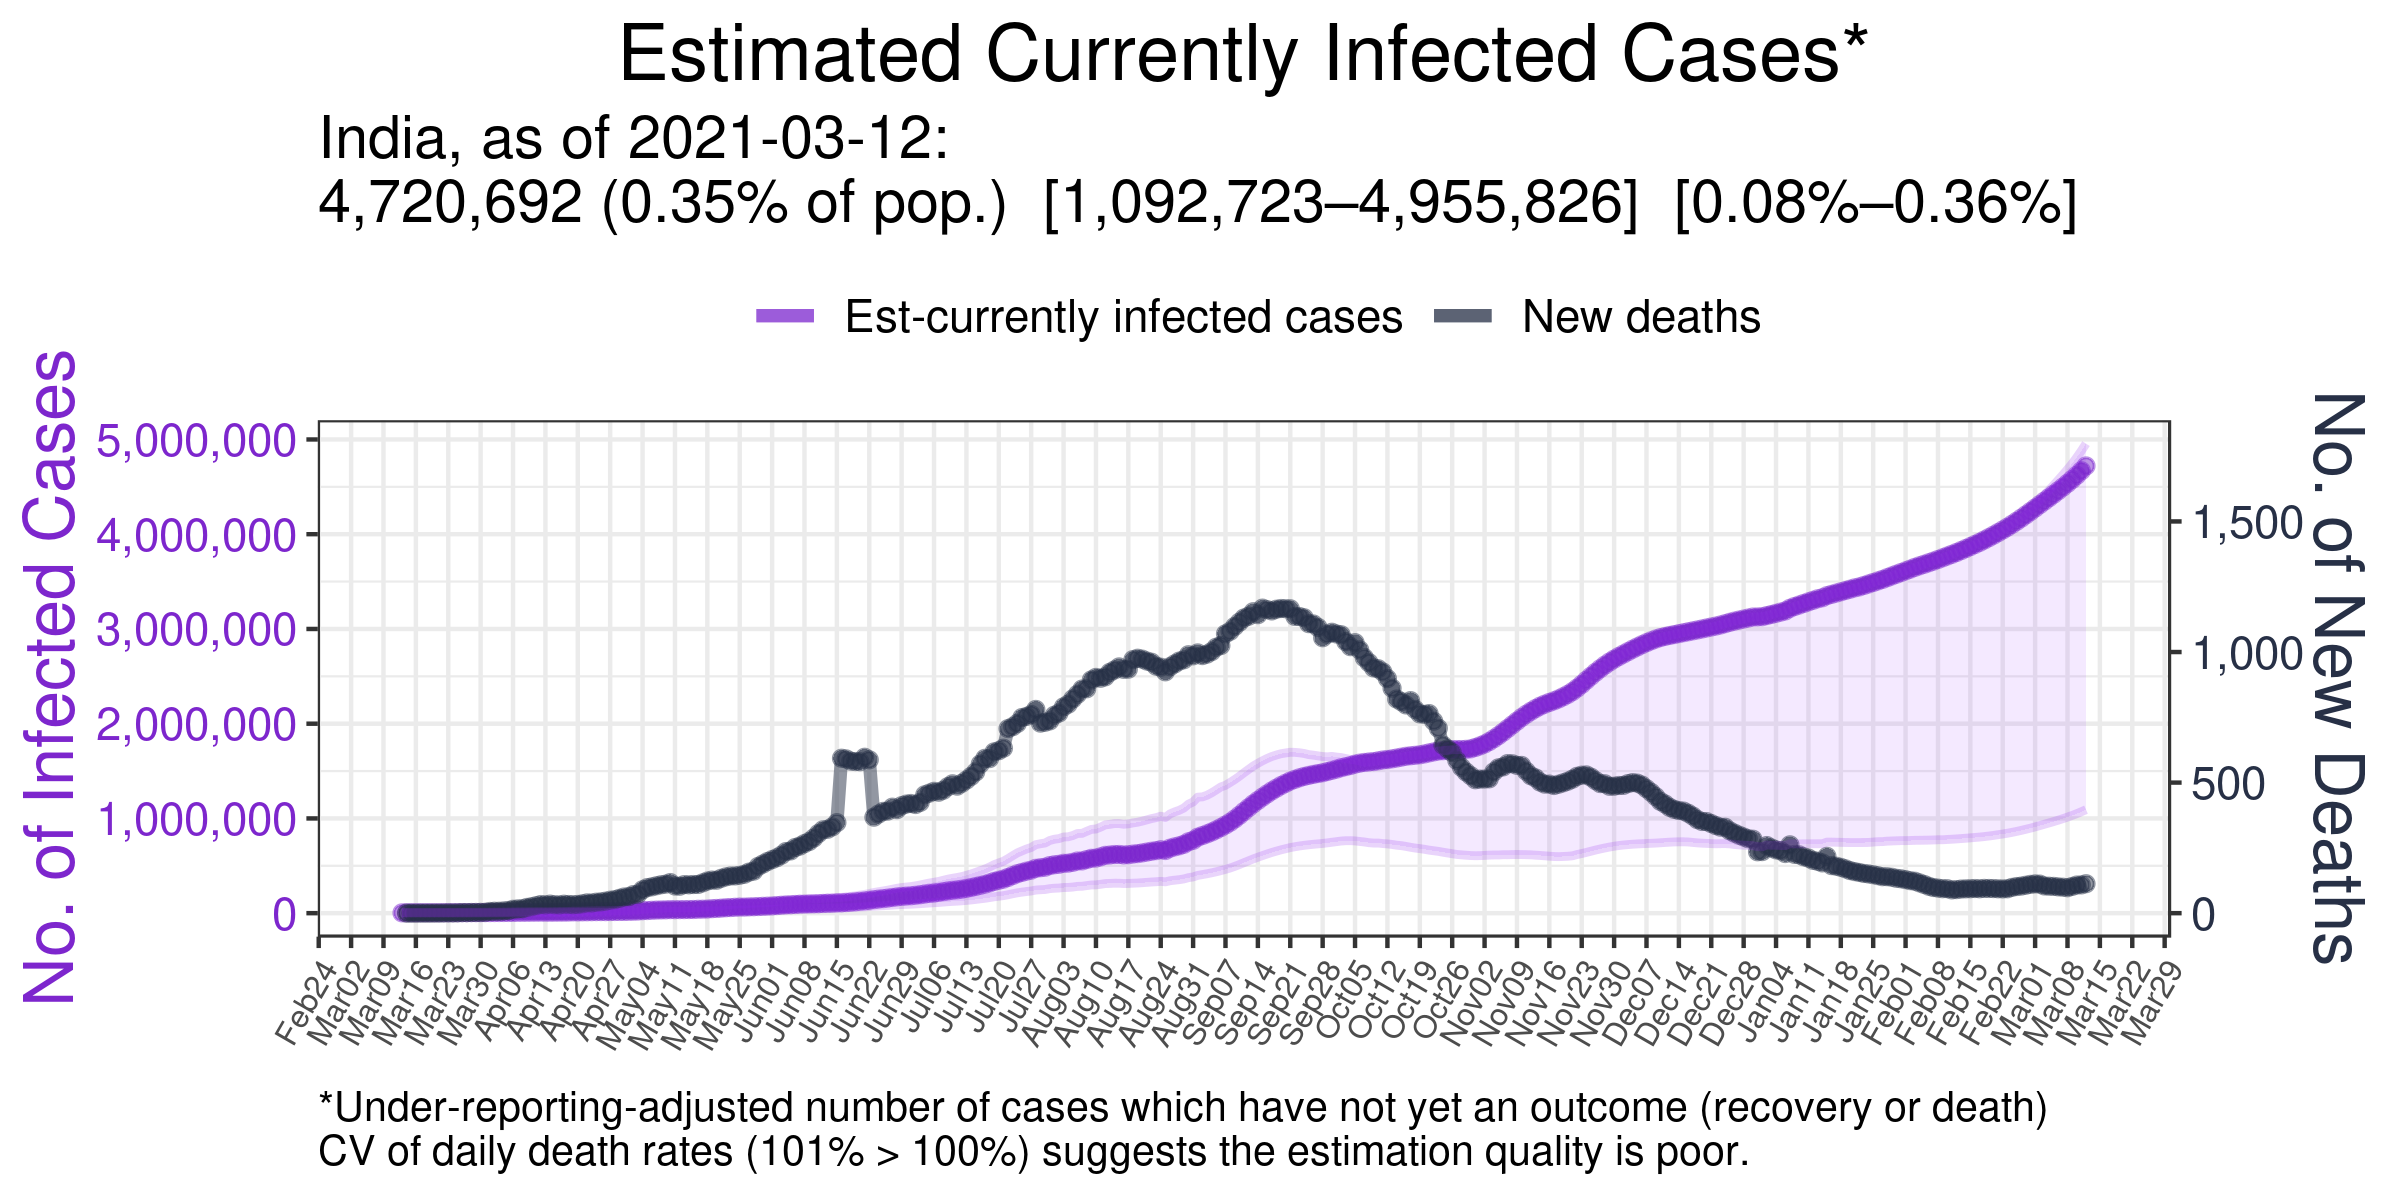 Estimated Currently Infected Cases*
India, as of 2021-03-12:
4,720,692 (0.35% of pop.) [1,092,723–4,955,826] [0.08%–0.36%]
Est-currently infected cases New deaths
No. of Infected Cases
5,000,000
4,000,000
3,000,000
2,000,000
1,000,000
0
1,500
1,000
500
0
No. of New Deaths
Feb24 Mar02 Mar09 Mar16 Mar23 Mar30 Apr06 Apr13 Apr20 Apr27 May04 May11 May18 May25 Jun01 Jun08 Jun15 Jun22 Jun29 Jul06 Jul13 Jul20 Jul27 Aug03 Aug10 Aug17 Aug24 Aug31 Sep07 Sep14 Sep21 Sep28 Oct05 Oct12 Oct19 Oct26 Nov02 Nov09 Nov16 Nov23 Nov30 Dec07 Dec14 Dec21 Dec28 Jan04 Jan11 Jan18 Jan25 Feb01 Feb08 Feb15 Feb22 Mar01 Mar08 Mar15 Mar22 Mar29
*Under-reporting-adjusted number of cases which have not yet an outcome (recovery or death)
CV of daily death rates (101% > 100%) suggests the estimation quality is poor.